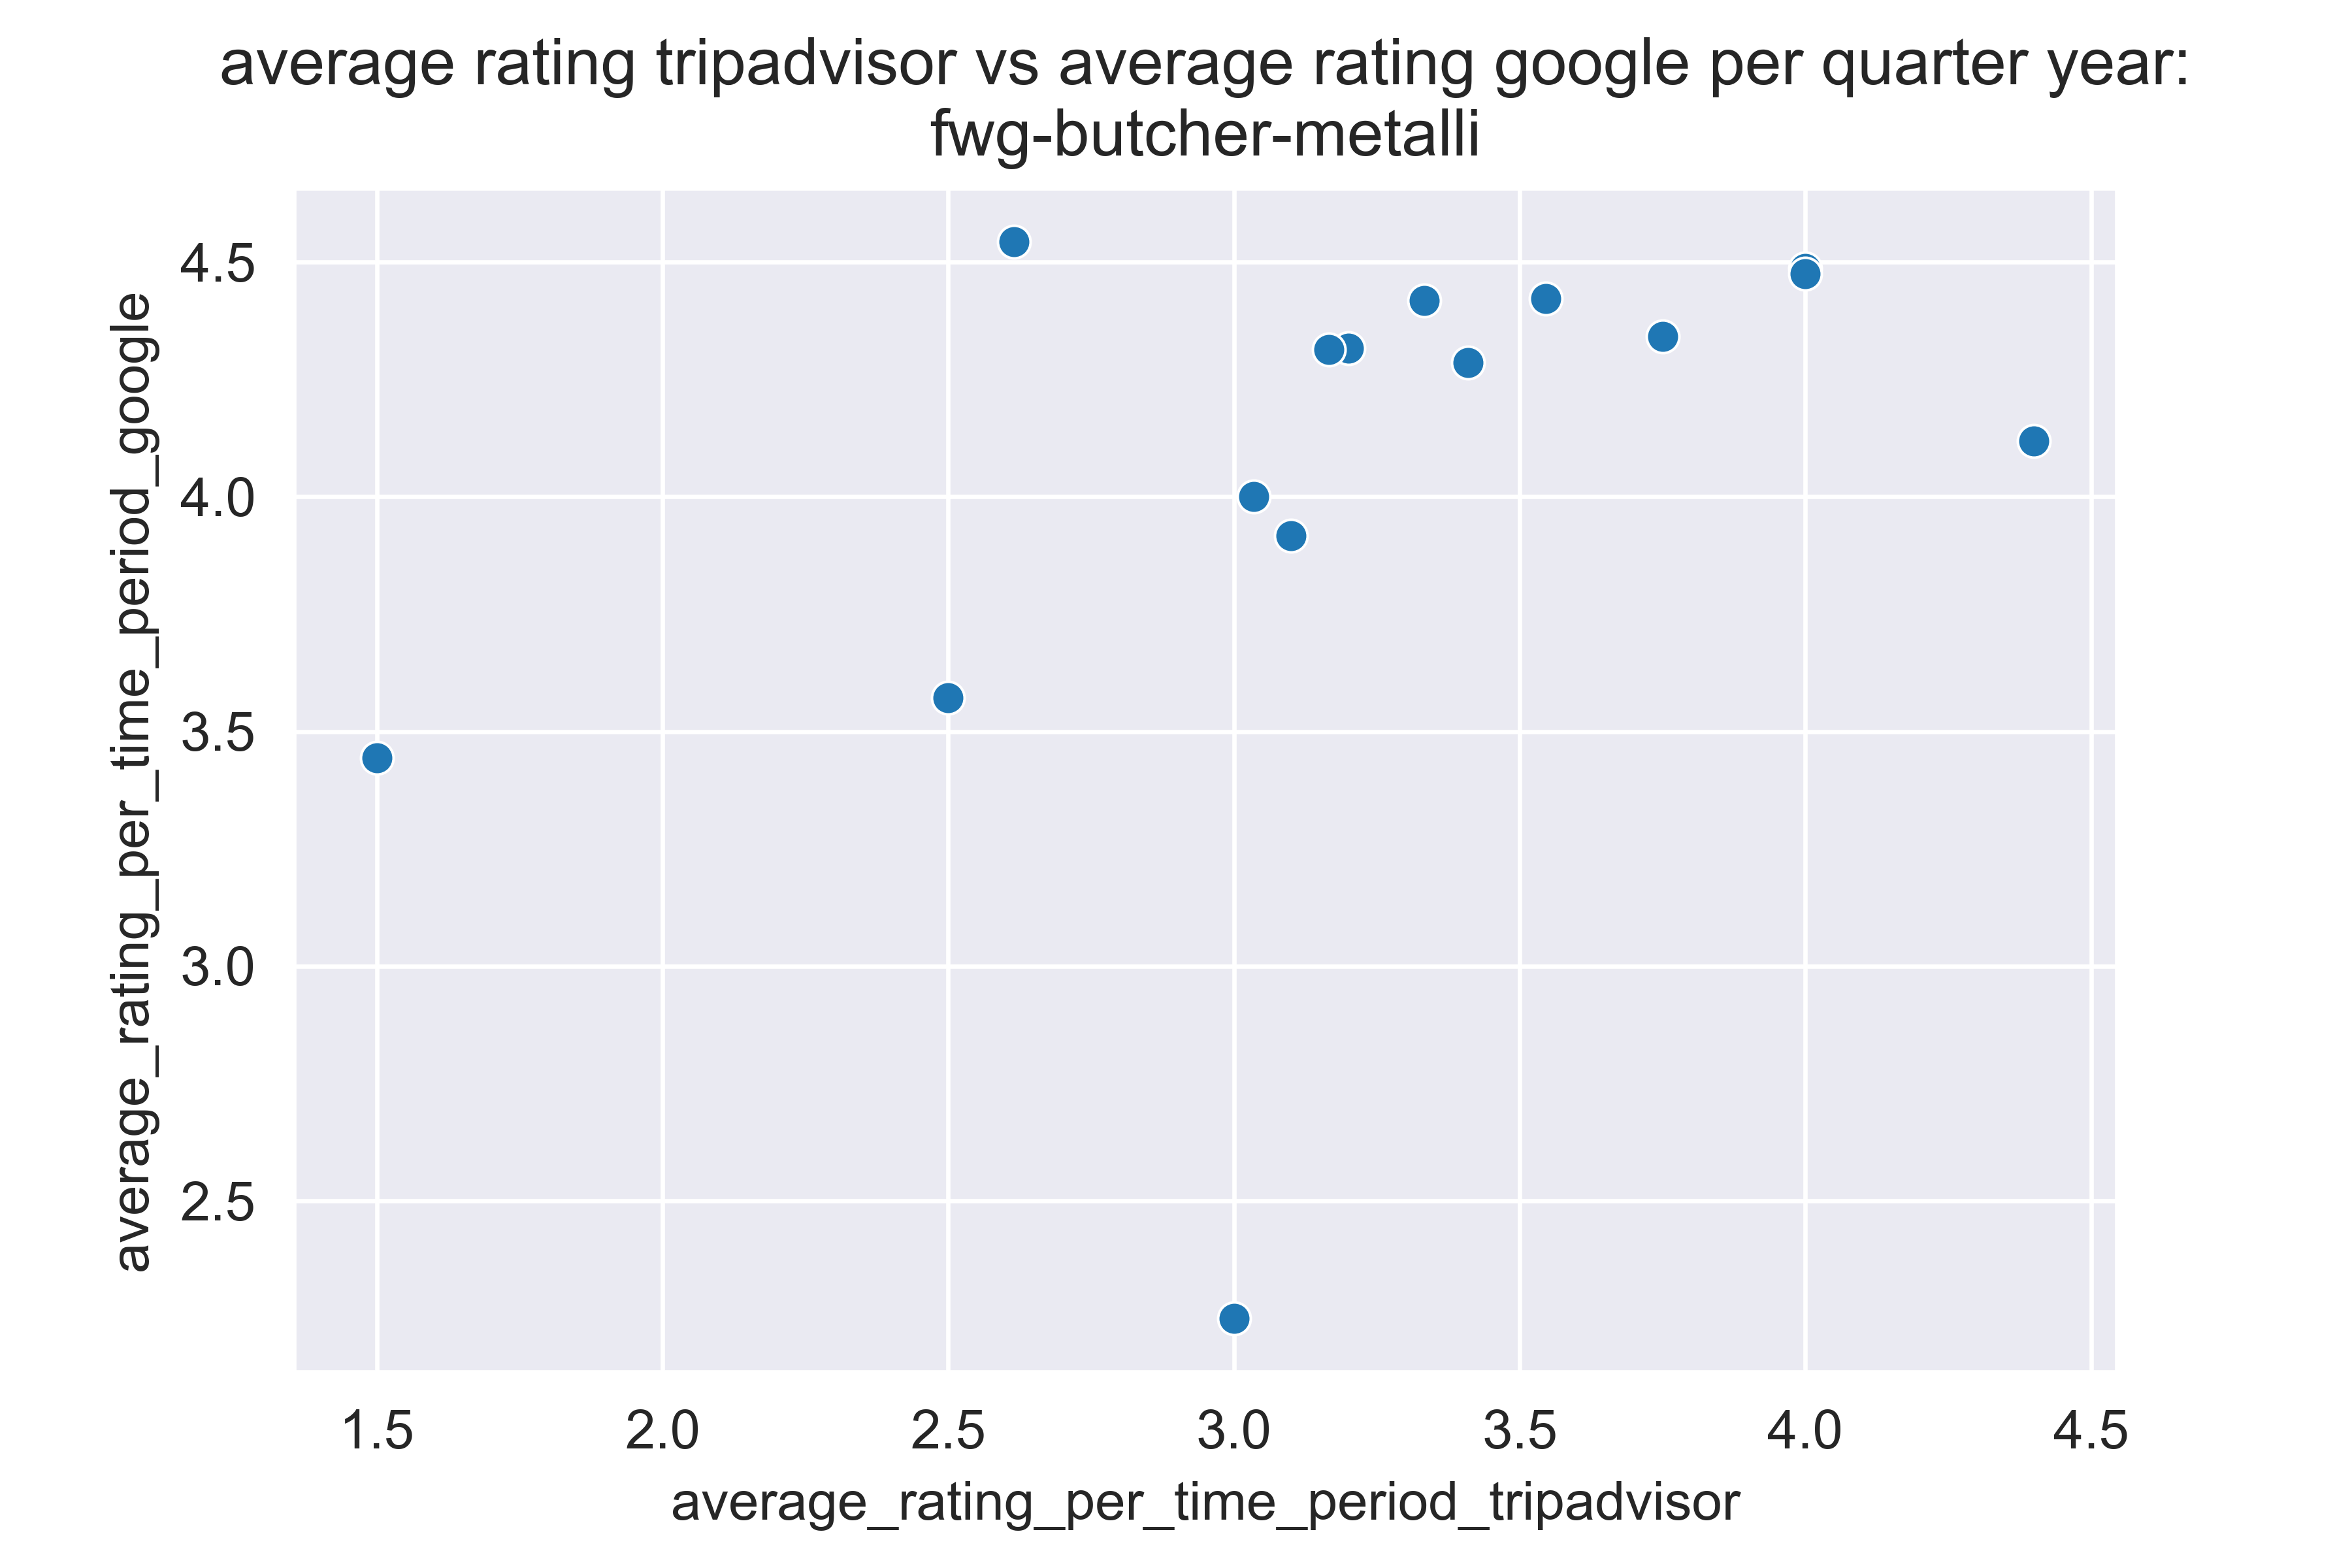 average rating tripadvisor vs average rating google per quarter year:
fwg-butcher-metalli
average_rating_per_time_period_google
4.5
4.0
3.5
3.0
2.5
1.5 2.0 2.5 3.0 3.5 4.0 4.5
average_rating_per_time_period_tripadvisor